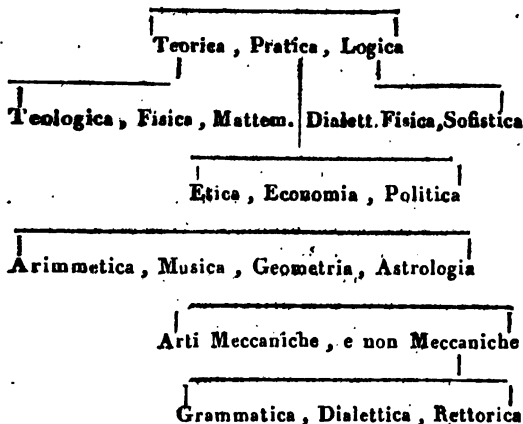 Teorica, Pratica, Logica
Teologica, Fisica, Mattem. Dialett. Fisica, Sofistica
Etica, Economia, Politica
Arimmetica, Musica, Geometria, Astrologia
Arti Meccaniche, e non Meccaniche
Grammatica, Dialettica, Rettorica